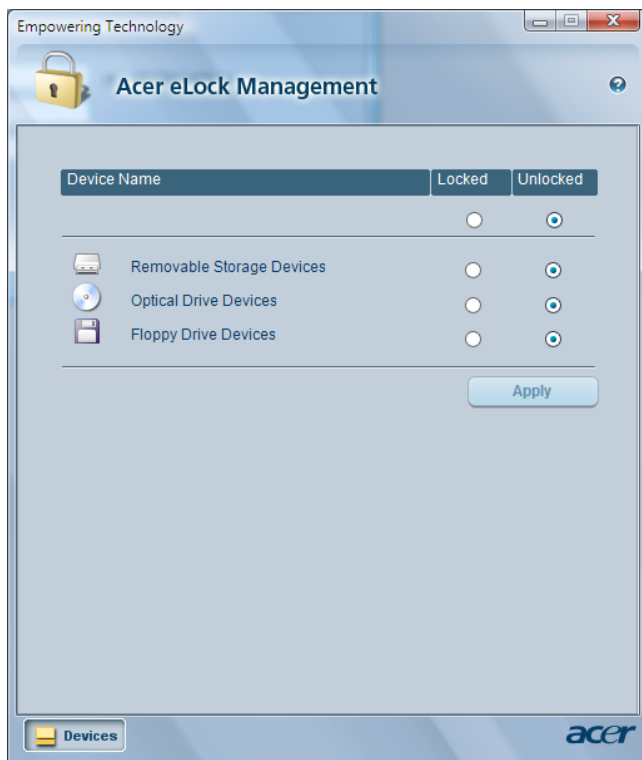 Empowering Technology
Acer eLock Management
Device Name Locked Unlocked
Removable Storage Devices
Optical Drive Devices
Floppy Drive Devices
Apply
Devices
acer